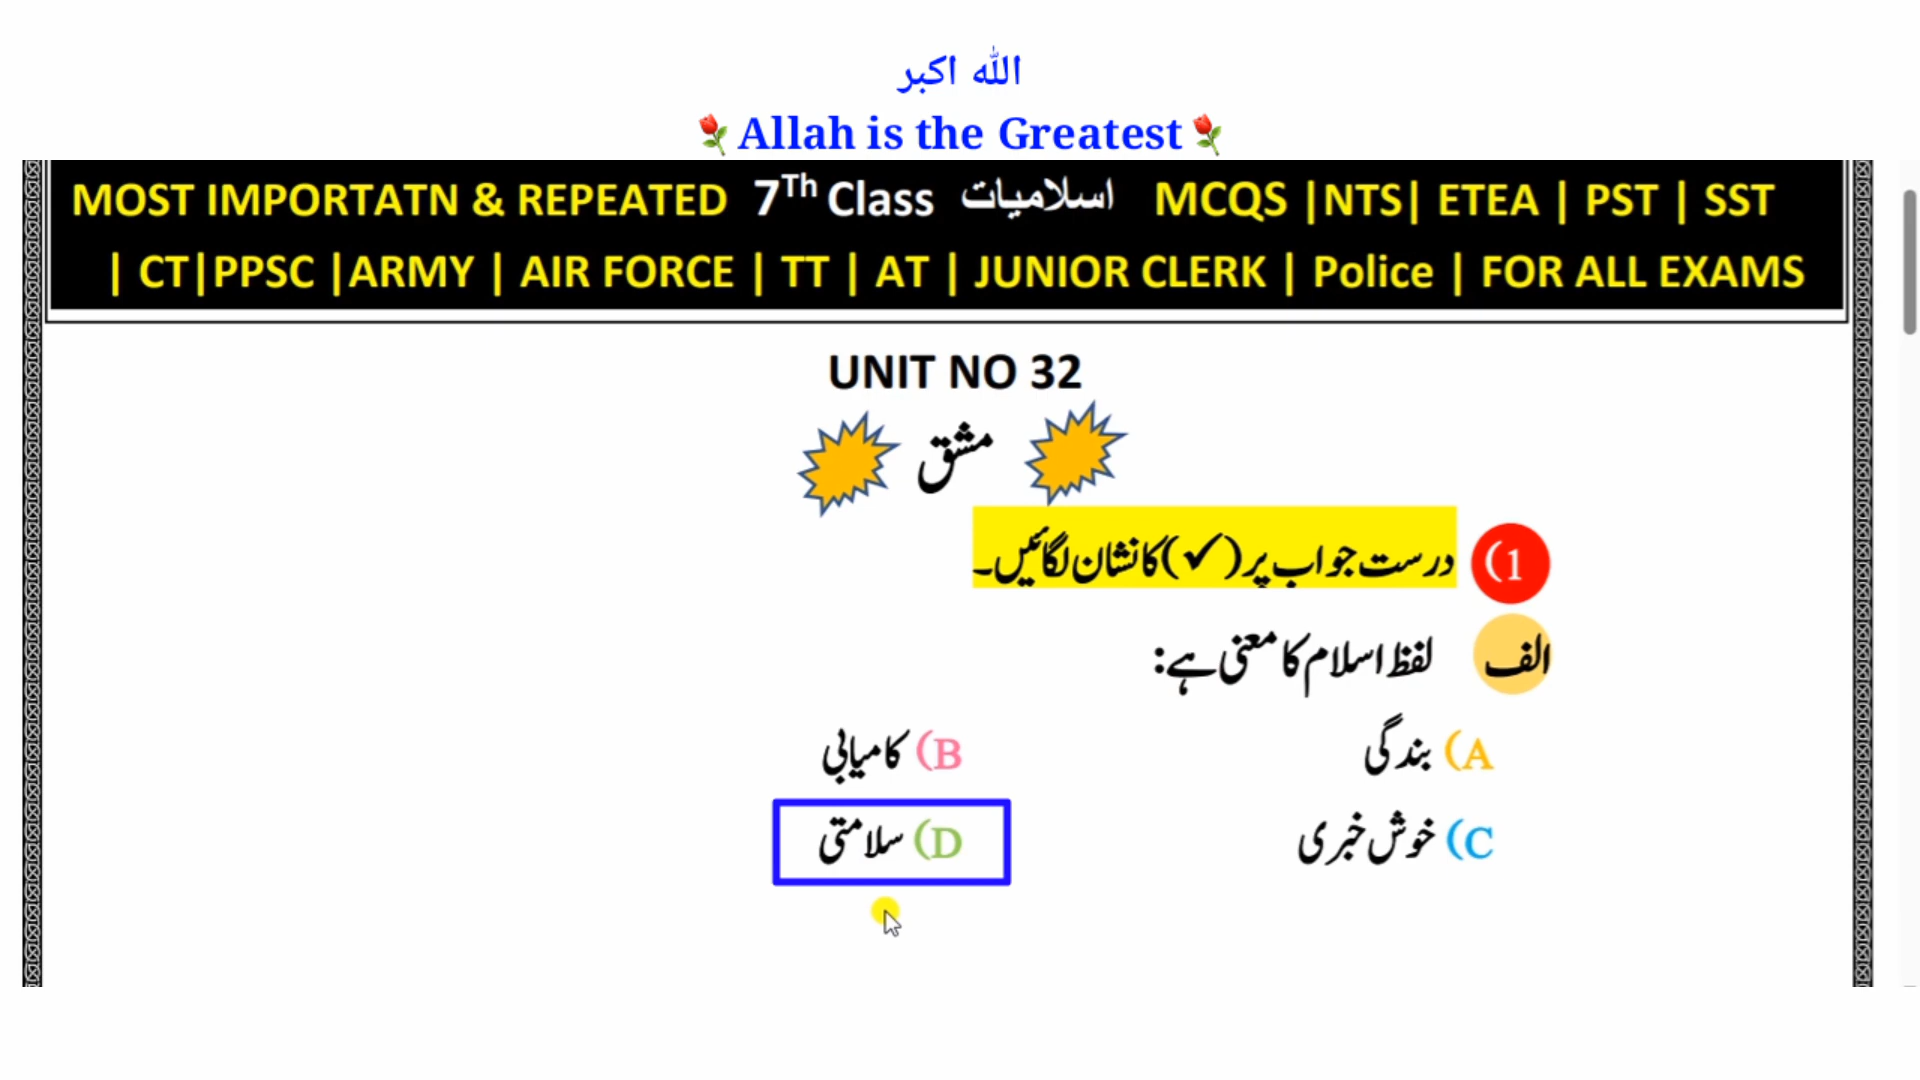 الله اکبر
Allah is the Greatest
MOST IMPORTATN & REPEATED 7Th Class اسلامیات MCQS |NTS| ETEA | PST | SST
| CT|PPSC |ARMY | AIR FORCE | TT | AT | JUNIOR CLERK | Police | FOR ALL EXAMS
UNIT NO 32
مشق
(1 درست جواب پر (✓) کا نشان لگائیں۔
الف لفظ اسلام کا معنی ہے:
(A بندگی (B کامیابی
(C خوش خبری (D سلامتی